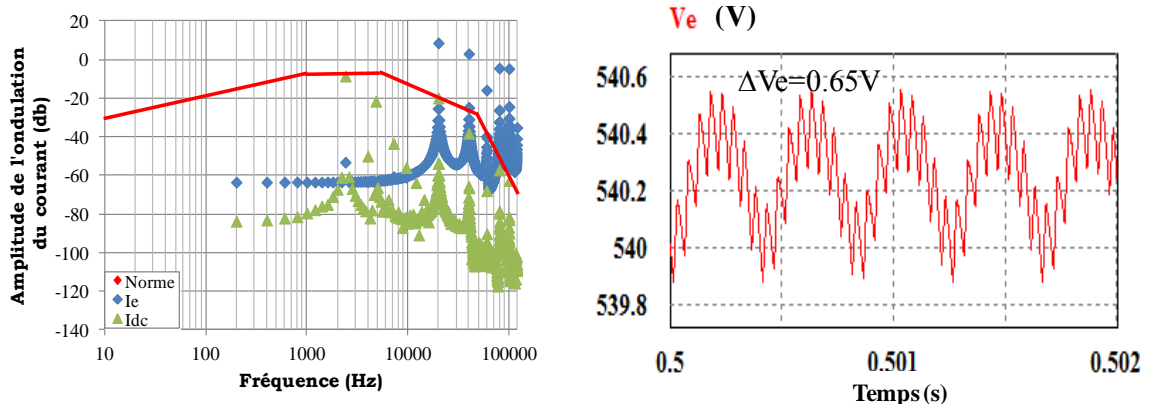 Amplitude de l'ondulation
du courant (db)
20
0
-20
-40
-60
-80
-100
-120
-140
Norme
Ie
Idc
10
100
1000
10000
100000
Fréquence (Hz)
Ve (V)
ΔVe=0.65V
540.6
540.4
540.2
540
539.8
0.5
0.501
0.502
Temps (s)